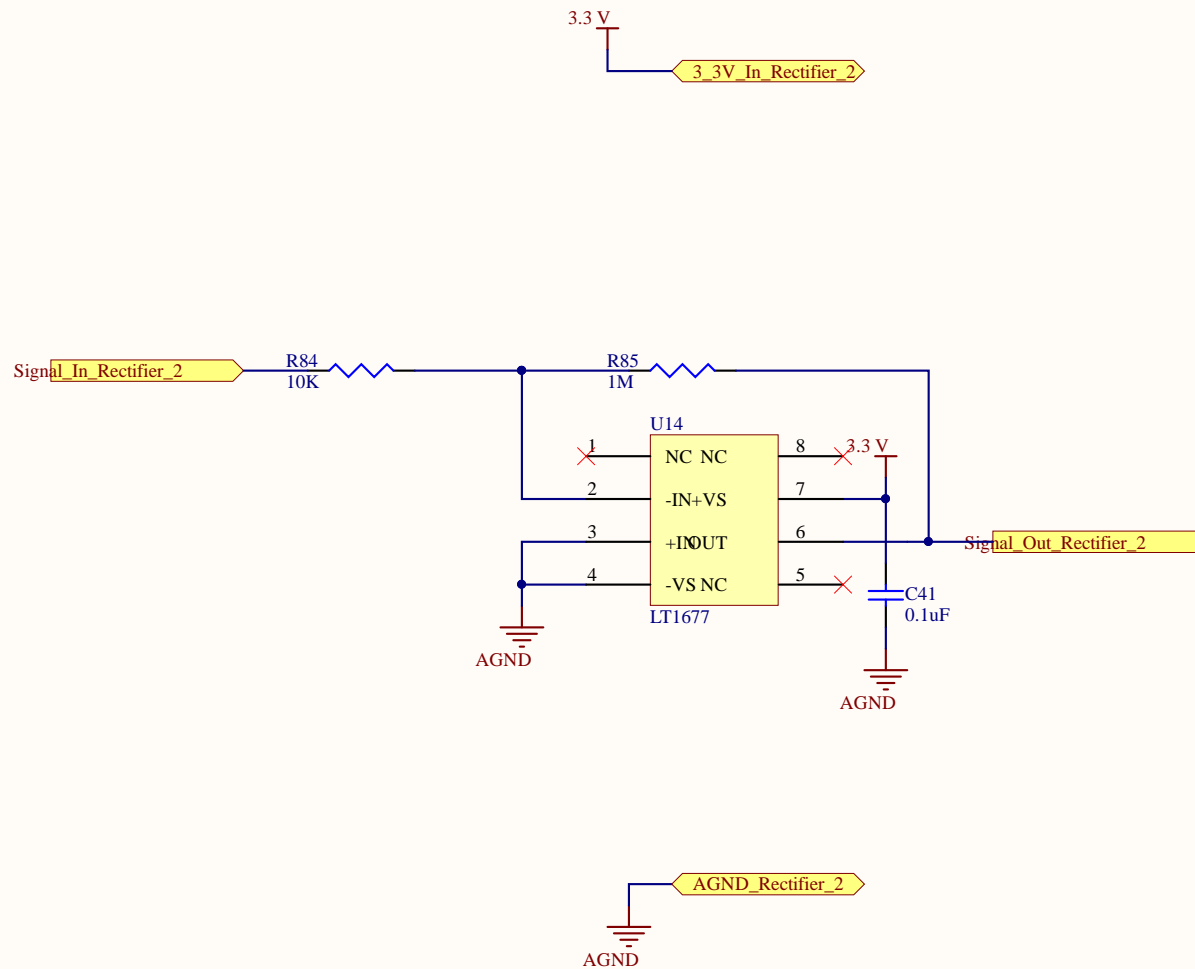 3.3 V
3_3V_In_Rectifier_2
Signal_In_Rectifier_2
R84
10K
R85
1M
U14
1
NC
NC
8
3.3 V
2
-IN
+VS
7
3
+IN
OUT
6
Signal_Out_Rectifier_2
4
-VS
NC
5
LT1677
C41
0.1uF
AGND
AGND
AGND_Rectifier_2
AGND